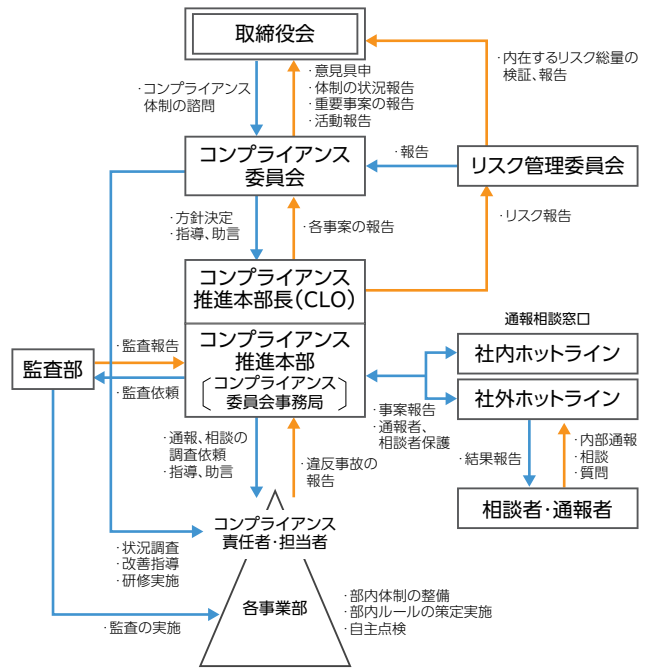 取締役会
・コンプライアンス
体制の諮問
・意見具申
・体制の状況報告
・重要事案の報告
・活動報告
・内在するリスク総量の
検証、報告
コンプライアンス
委員会
・報告
リスク管理委員会
・方針決定
・指導、助言
・各事案の報告
・リスク報告
コンプライアンス
推進本部長(CLO)
コンプライアンス
推進本部
〔コンプライアンス
委員会事務局〕
監査部
・監査報告
・監査依頼
通報相談窓口
社内ホットライン
社外ホットライン
・事案報告
・通報者、
相談者保護
・結果報告
・内部通報
・相談
・質問
相談者・通報者
・通報、相談の
調査依頼
・指導、助言
・違反事故の
報告
コンプライアンス
責任者・担当者
・状況調査
・改善指導
・研修実施
各事業部
・監査の実施
・部内体制の整備
・部内ルールの策定実施
・自主点検